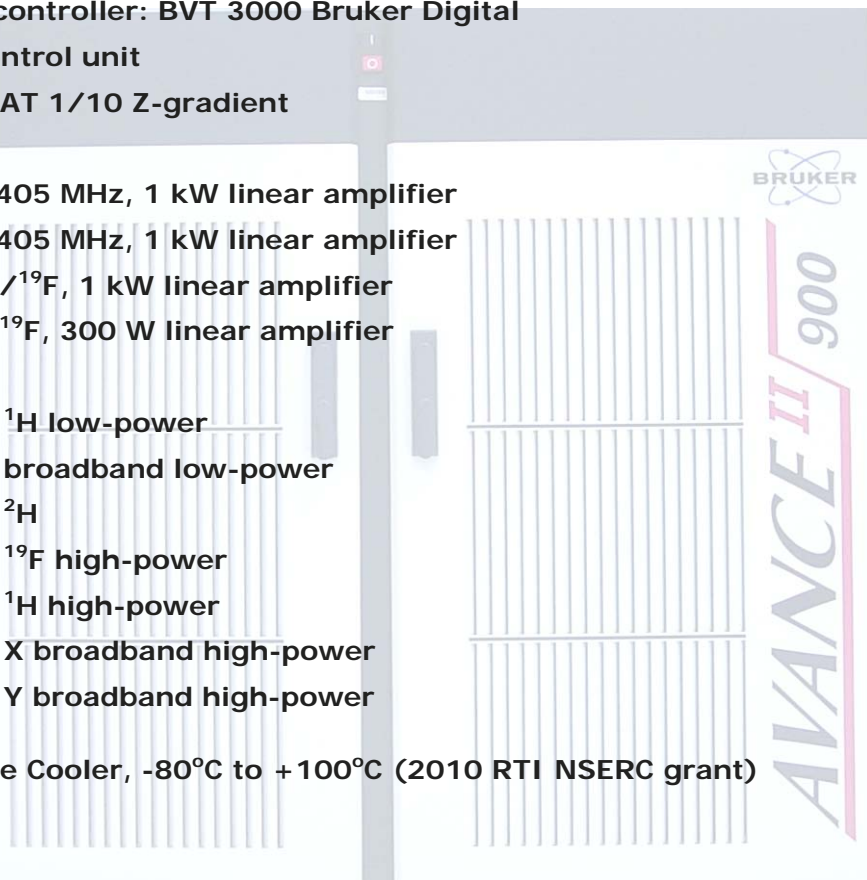 controller: BVT 3000 Bruker Digital
ntrol unit
AT 1/10 Z-gradient
405 MHz, 1 kW linear amplifier
405 MHz, 1 kW linear amplifier
/¹⁹F, 1 kW linear amplifier
¹⁹F, 300 W linear amplifier
¹H low-power
broadband low-power
²H
¹⁹F high-power
¹H high-power
X broadband high-power
Y broadband high-power
e Cooler, -80°C to +100°C (2010 RTI NSERC grant)
BRUKER
AVANCE II 900